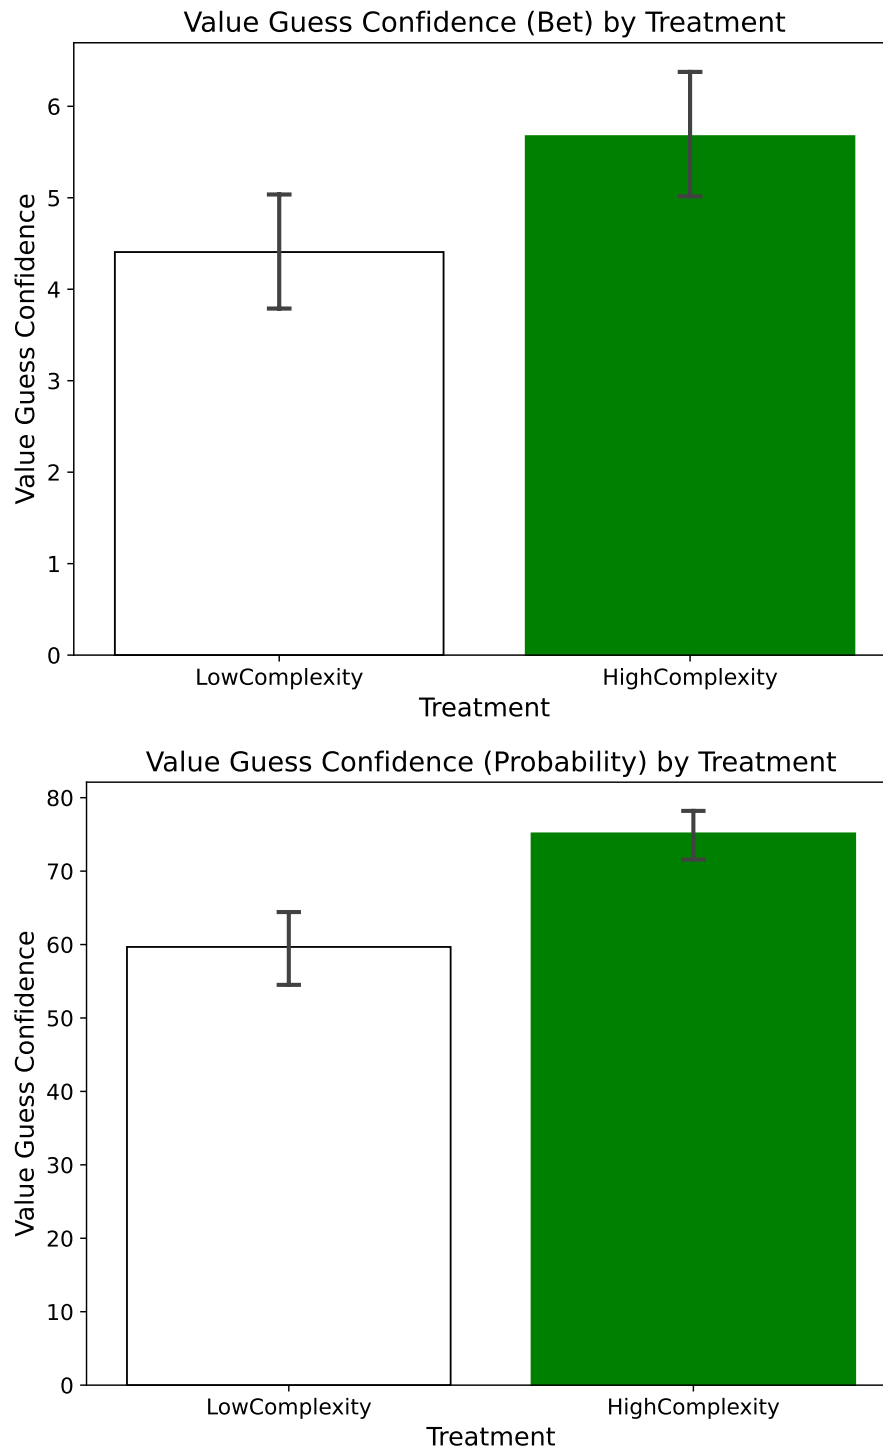 Value Guess Confidence (Bet) by Treatment
Value Guess Confidence
6
5
4
3
2
1
0
LowComplexity HighComplexity
Treatment
Value Guess Confidence (Probability) by Treatment
Value Guess Confidence
80
70
60
50
40
30
20
10
0
LowComplexity HighComplexity
Treatment